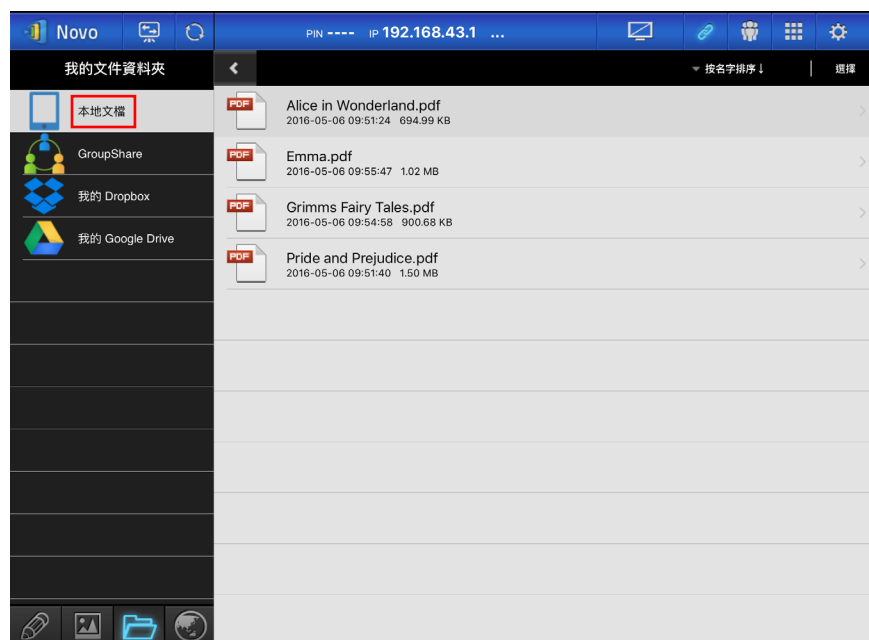 Novo
PIN ---- IP 192.168.43.1 ...
我的文件資料夾
按名字排序↓
選擇
本地文檔
GroupShare
我的 Dropbox
我的 Google Drive
PDF
Alice in Wonderland.pdf
2016-05-06 09:51:24 694.99 KB
PDF
Emma.pdf
2016-05-06 09:55:47 1.02 MB
PDF
Grimms Fairy Tales.pdf
2016-05-06 09:54:58 900.68 KB
PDF
Pride and Prejudice.pdf
2016-05-06 09:51:40 1.50 MB